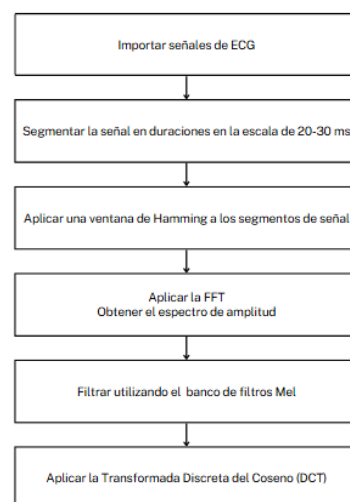 Importar señales de ECG
Segmentar la señal en duraciones en la escala de 20-30 ms
Aplicar una ventana de Hamming a los segmentos de señal
Aplicar la FFT
Obtener el espectro de amplitud
Filtrar utilizando el banco de filtros Mel
Aplicar la Transformada Discreta del Coseno (DCT)